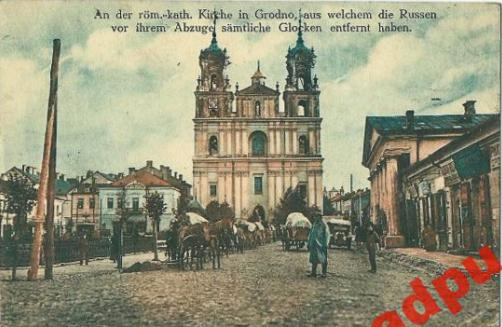 An der röm.-kath. Kirche in Grodno, aus welchem die Russen
vor ihrem Abzuge sämtliche Glocken entfernt haben.
adpu